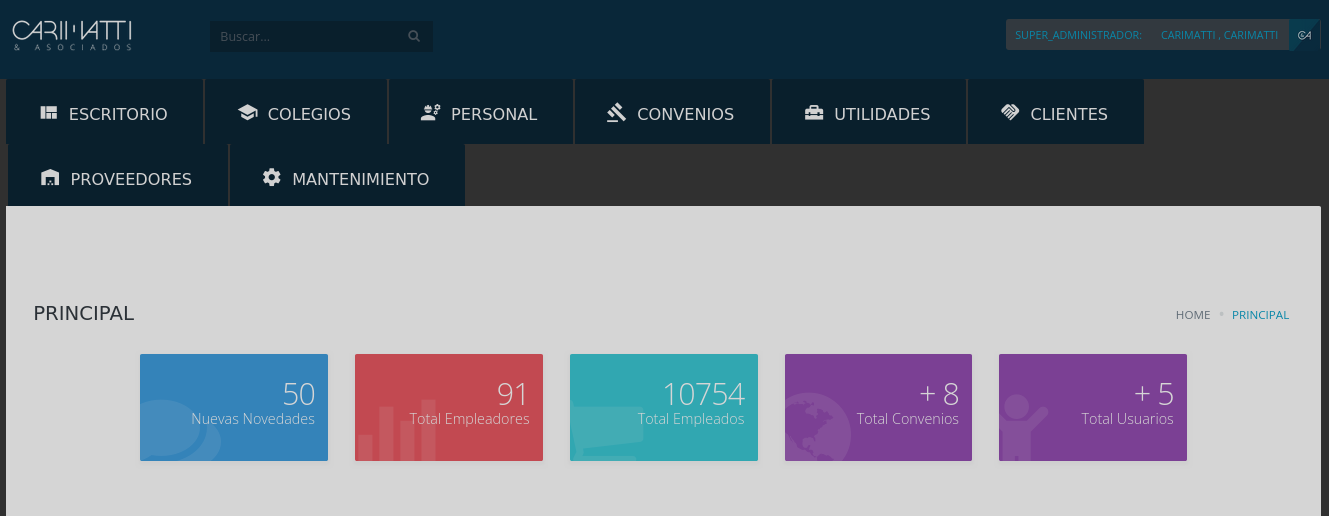 CARIMATTI
& ASOCIADOS
Buscar...
SUPER_ADMINISTRADOR: CARIMATTI , CARIMATTI
ESCRITORIO
COLEGIOS
PERSONAL
CONVENIOS
UTILIDADES
CLIENTES
PROVEEDORES
MANTENIMIENTO
PRINCIPAL
HOME • PRINCIPAL
50
Nuevas Novedades
91
Total Empleadores
10754
Total Empleados
+ 8
Total Convenios
+ 5
Total Usuarios